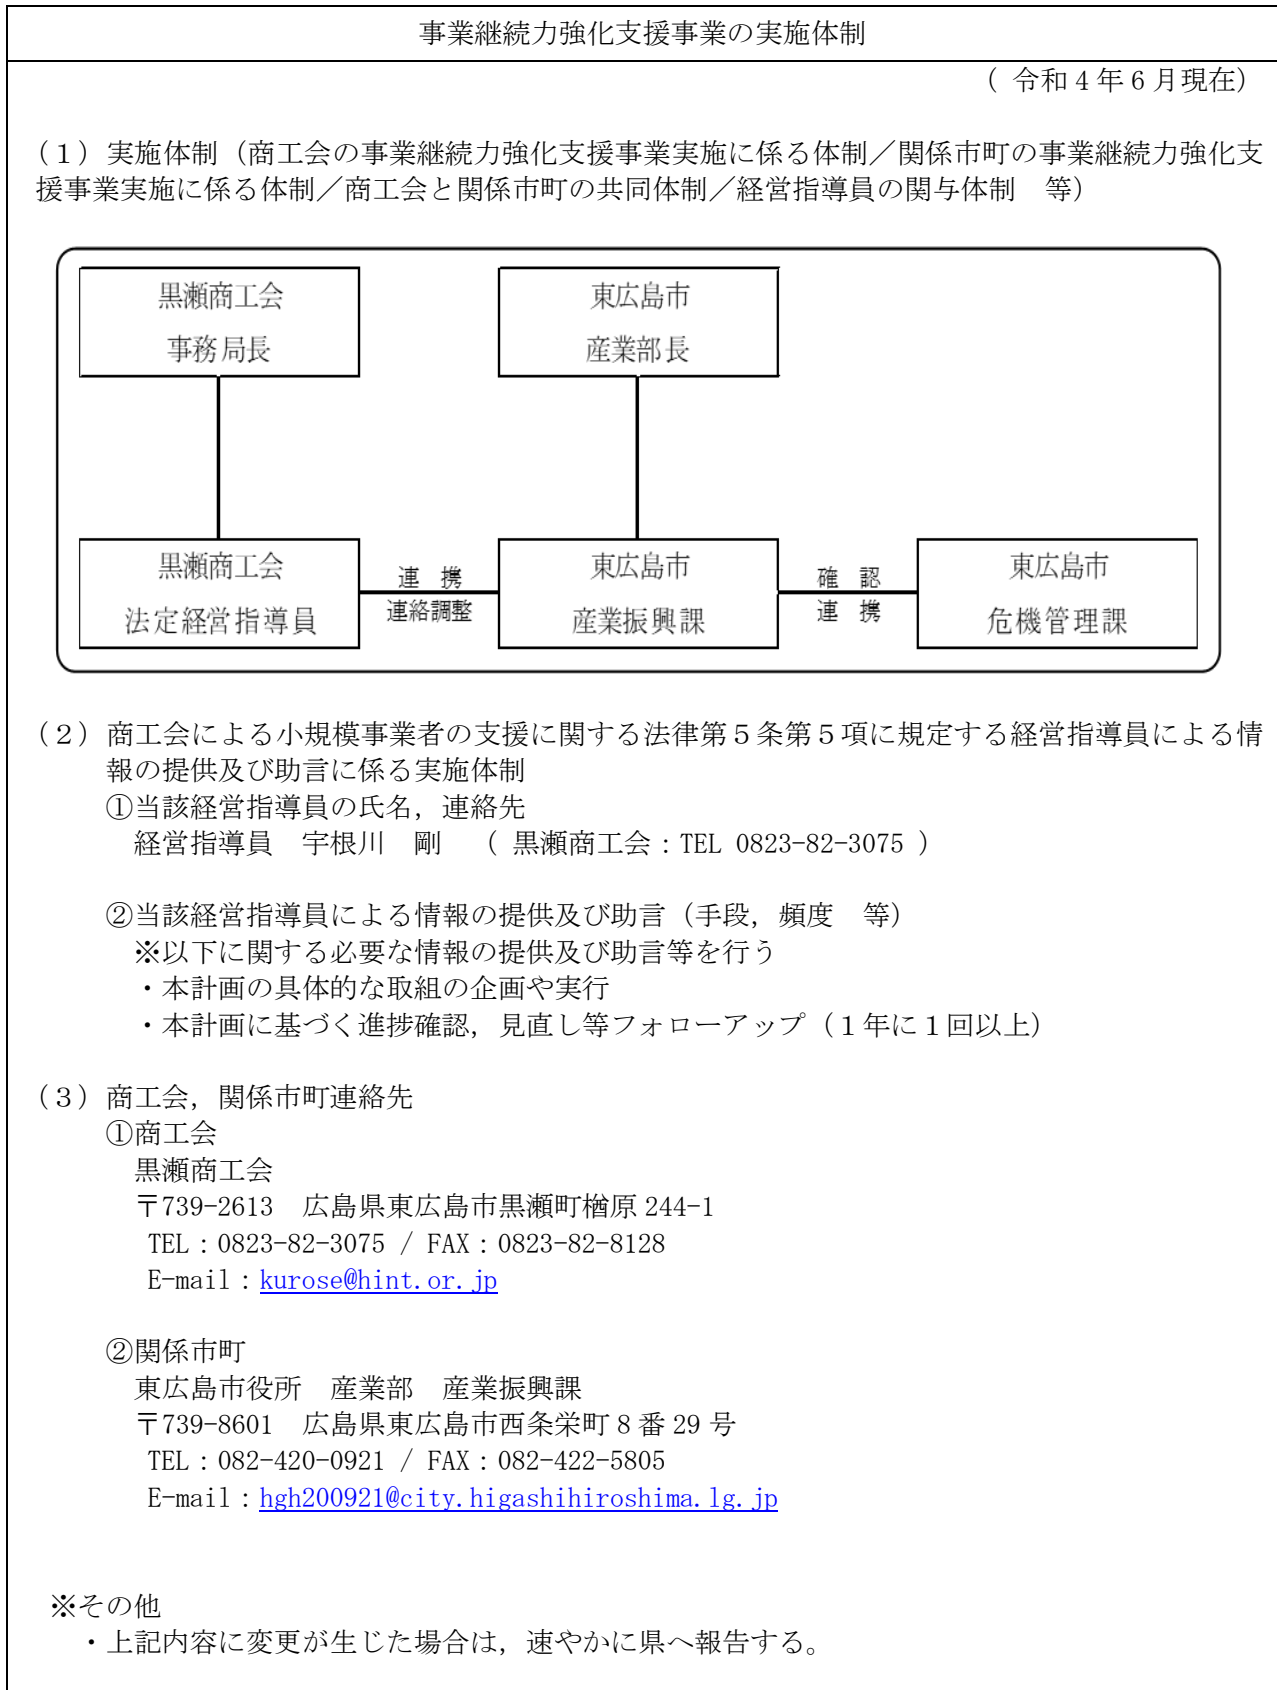 事業継続力強化支援事業の実施体制
（ 令和４年６月現在）
（１）実施体制（商工会の事業継続力強化支援事業実施に係る体制／関係市町の事業継続力強化支
援事業実施に係る体制／商工会と関係市町の共同体制／経営指導員の関与体制　等）
黒瀬商工会
事務局長
東広島市
産業部長
黒瀬商工会
法定経営指導員
連　携
連絡調整
東広島市
産業振興課
確　認
連　携
東広島市
危機管理課
（２）商工会による小規模事業者の支援に関する法律第５条第５項に規定する経営指導員による情
報の提供及び助言に係る実施体制
①当該経営指導員の氏名，連絡先
経営指導員　宇根川　剛　（ 黒瀬商工会：TEL 0823-82-3075 ）
②当該経営指導員による情報の提供及び助言（手段，頻度　等）
※以下に関する必要な情報の提供及び助言等を行う
・本計画の具体的な取組の企画や実行
・本計画に基づく進捗確認，見直し等フォローアップ（１年に１回以上）
（３）商工会，関係市町連絡先
①商工会
黒瀬商工会
〒739-2613　広島県東広島市黒瀬町楢原 244-1
TEL：0823-82-3075 / FAX：0823-82-8128
E-mail：kurose@hint.or.jp
②関係市町
東広島市役所　産業部　産業振興課
〒739-8601　広島県東広島市西条栄町 8 番 29 号
TEL：082-420-0921 / FAX：082-422-5805
E-mail：hgh200921@city.higashihiroshima.lg.jp
※その他
・上記内容に変更が生じた場合は，速やかに県へ報告する。